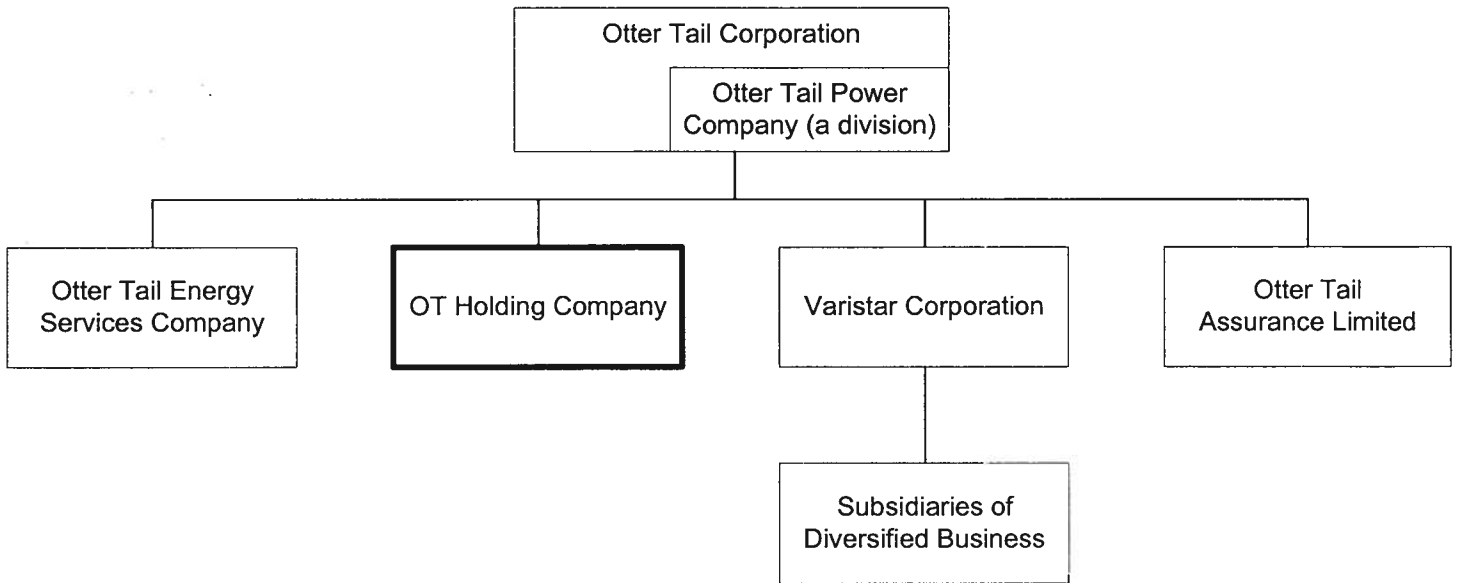 Otter Tail Corporation
Otter Tail Power
Company (a division)
Otter Tail Energy
Services Company
OT Holding Company
Varistar Corporation
Otter Tail
Assurance Limited
Subsidiaries of
Diversified Business